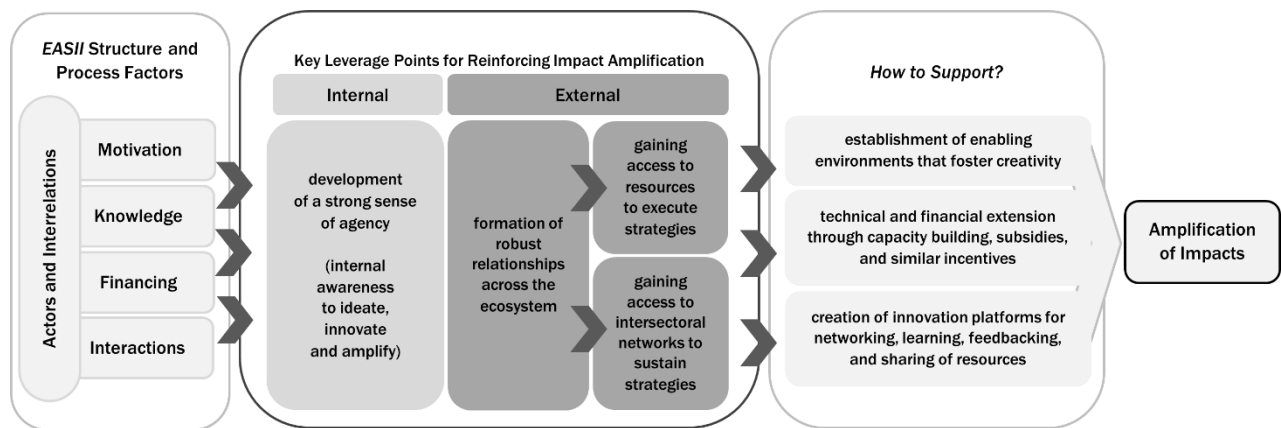 EASII Structure and
Process Factors
Actors and Interrelations
Motivation
Knowledge
Financing
Interactions
Key Leverage Points for Reinforcing Impact Amplification
Internal
External
development
of a strong sense
of agency
(internal
awareness
to ideate,
innovate
and amplify)
formation of
robust
relationships
across the
ecosystem
gaining
access to
resources
to execute
strategies
gaining
access to
intersectoral
networks to
sustain
strategies
How to Support?
establishment of enabling
environments that foster creativity
technical and financial extension
through capacity building, subsidies,
and similar incentives
creation of innovation platforms for
networking, learning, feedbacking,
and sharing of resources
Amplification
of Impacts